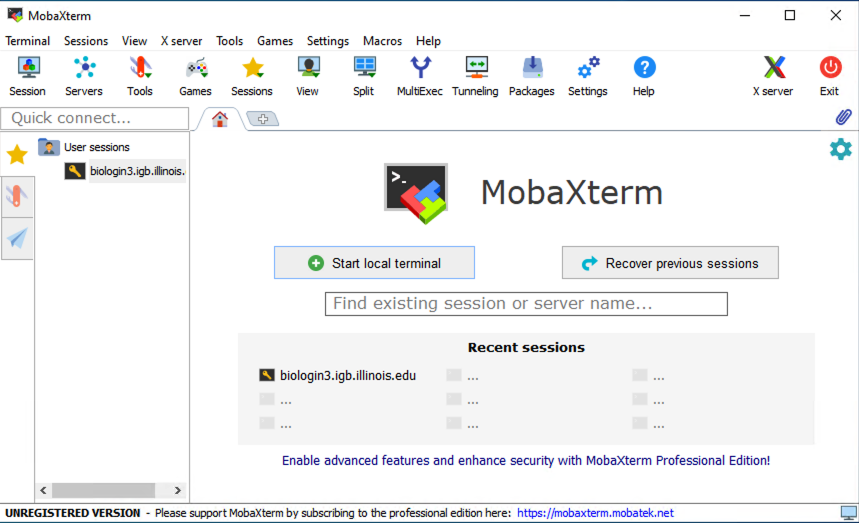 MobaXterm
Terminal Sessions View X server Tools Games Settings Macros Help
Session Servers Tools Games Sessions View Split MultiExec Tunneling Packages Settings Help X server Exit
Quick connect...
User sessions
biologin3.igb.illinois.
>_
MobaXterm
Start local terminal Recover previous sessions
Find existing session or server name...
Recent sessions
biologin3.igb.illinois.edu ... ...
... ... ...
... ... ...
Enable advanced features and enhance security with MobaXterm Professional Edition!
UNREGISTERED VERSION - Please support MobaXterm by subscribing to the professional edition here: https://mobaxterm.mobatek.net